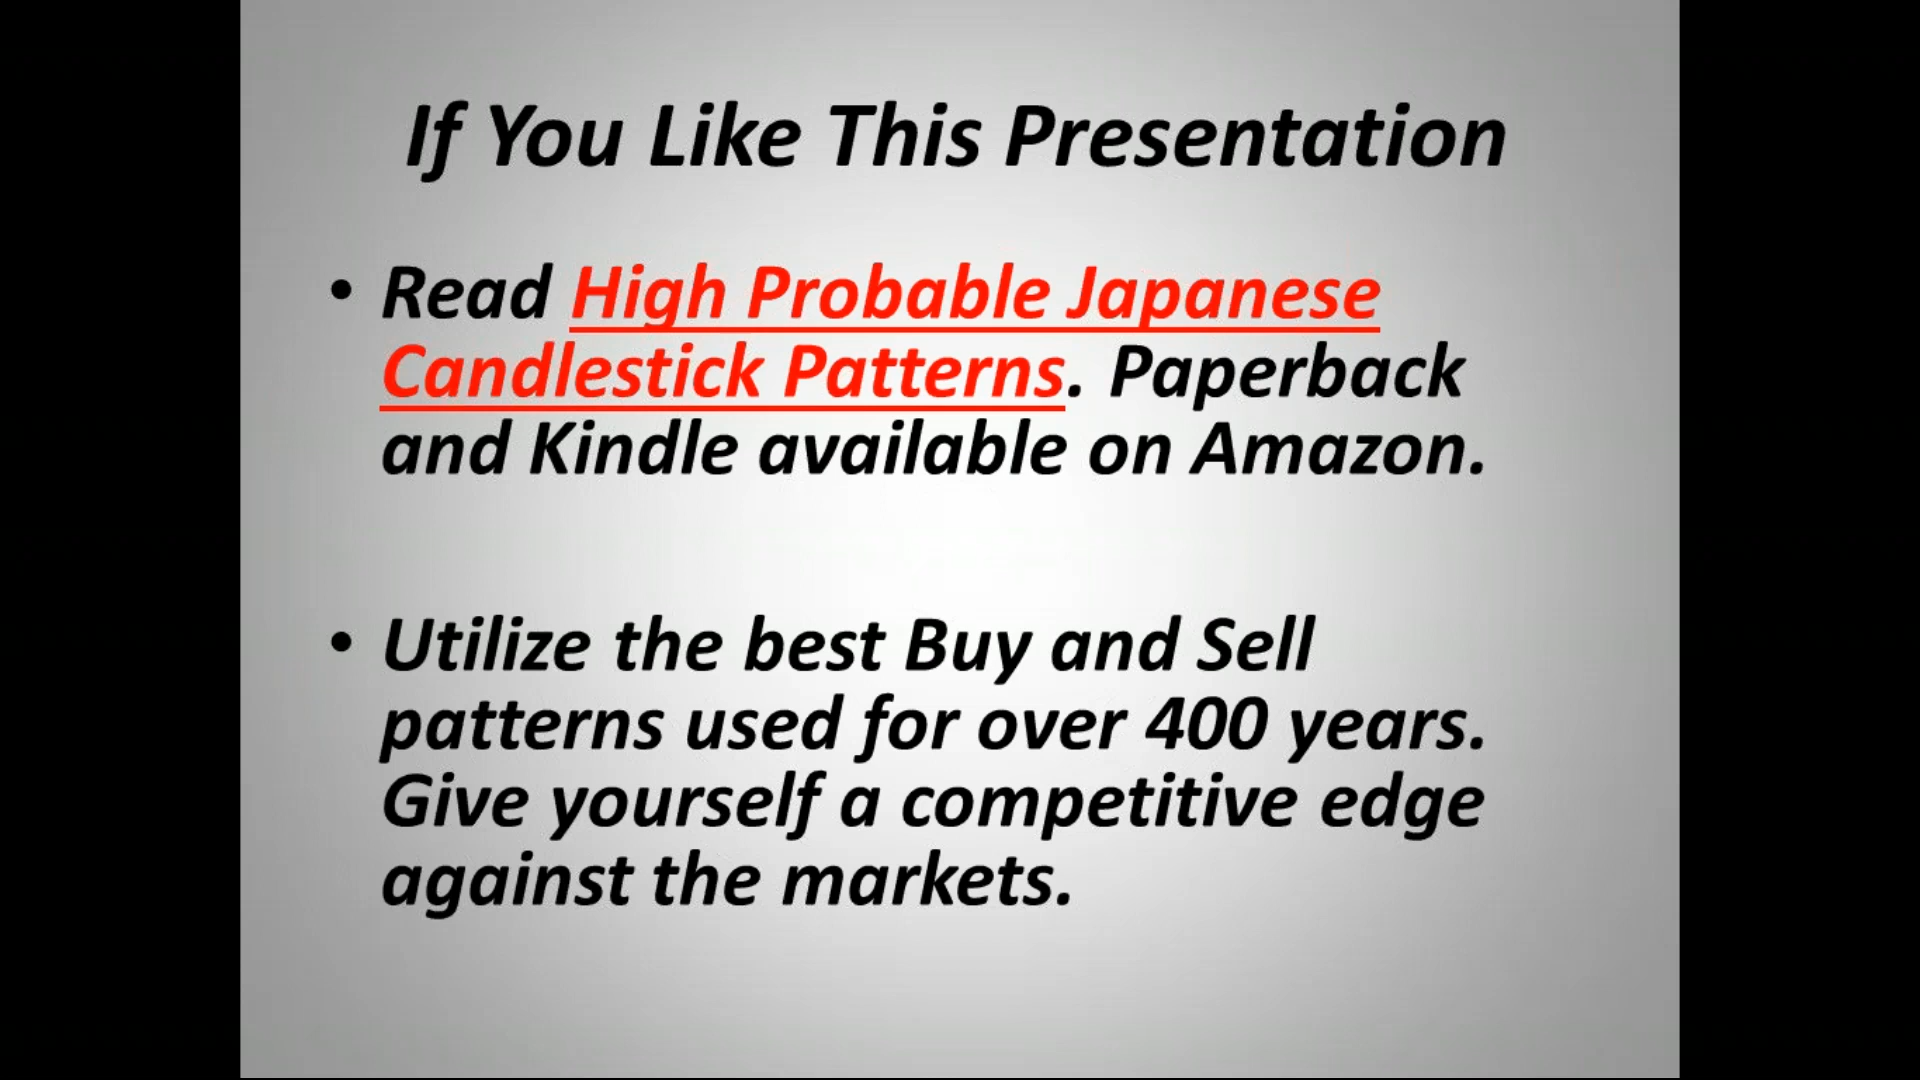 If You Like This Presentation
• Read High Probable Japanese
Candlestick Patterns. Paperback
and Kindle available on Amazon.
• Utilize the best Buy and Sell
patterns used for over 400 years.
Give yourself a competitive edge
against the markets.